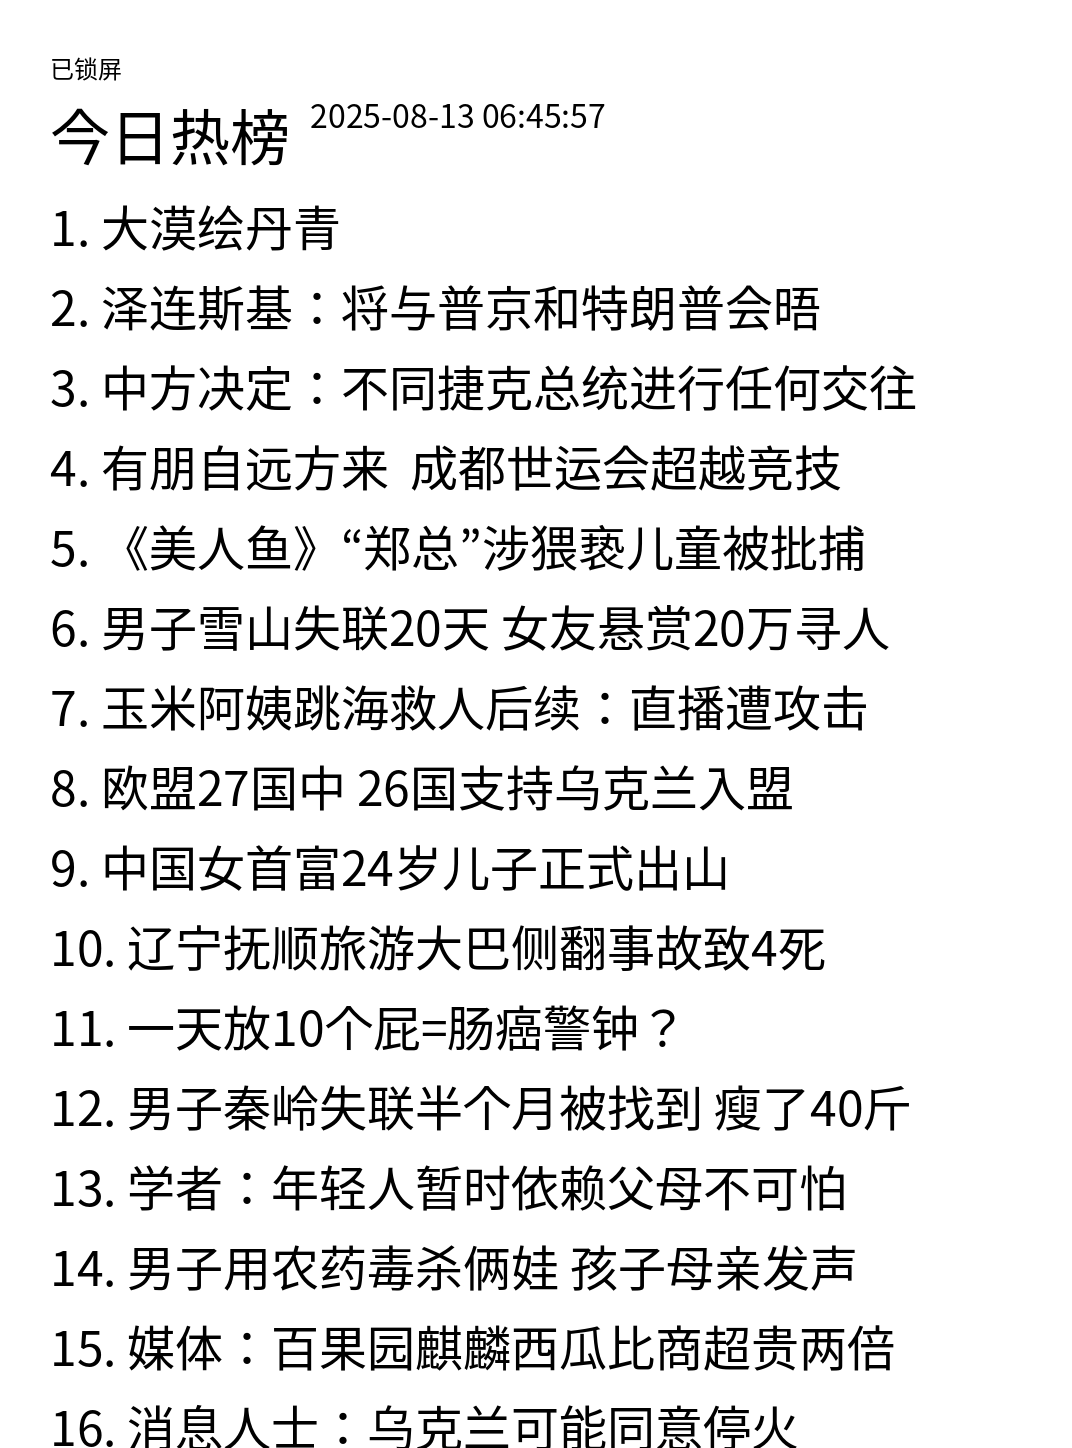 已锁屏
今日热榜 2025-08-13 06:45:57
1. 大漠绘丹青
2. 泽连斯基：将与普京和特朗普会晤
3. 中方决定：不同捷克总统进行任何交往
4. 有朋自远方来 成都世运会超越竞技
5. 《美人鱼》“郑总”涉猥亵儿童被批捕
6. 男子雪山失联20天 女友悬赏20万寻人
7. 玉米阿姨跳海救人后续：直播遭攻击
8. 欧盟27国中 26国支持乌克兰入盟
9. 中国女首富24岁儿子正式出山
10. 辽宁抚顺旅游大巴侧翻事故致4死
11. 一天放10个屁=肠癌警钟？
12. 男子秦岭失联半个月被找到 瘦了40斤
13. 学者：年轻人暂时依赖父母不可怕
14. 男子用农药毒杀俩娃 孩子母亲发声
15. 媒体：百果园麒麟西瓜比商超贵两倍
16. 消息人士：乌克兰可能同意停火